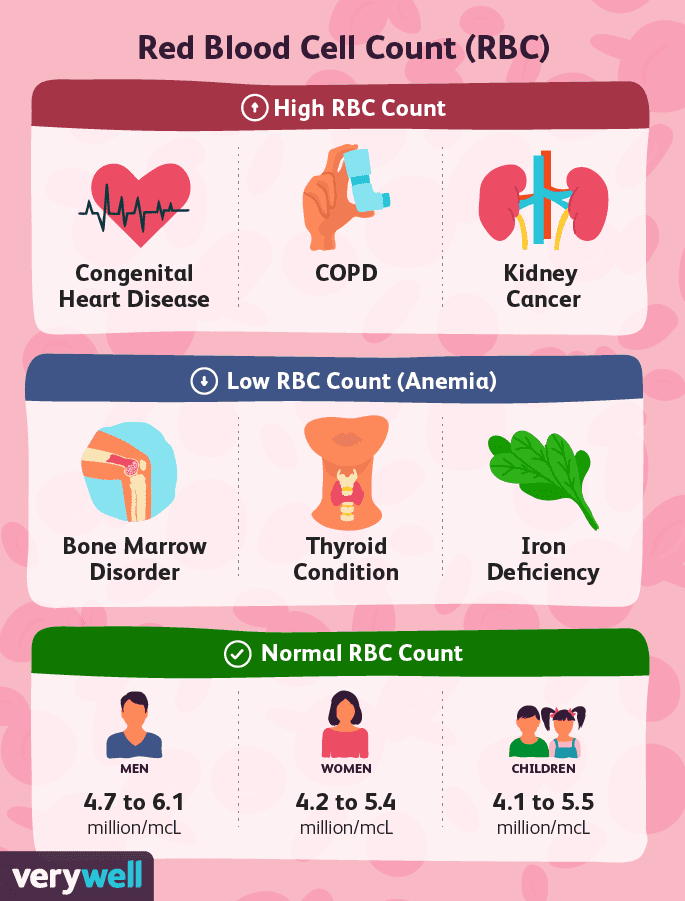 Red Blood Cell Count (RBC)
High RBC Count
Congenital
Heart Disease
COPD
Kidney
Cancer
Low RBC Count (Anemia)
Bone Marrow
Disorder
Thyroid
Condition
Iron
Deficiency
Normal RBC Count
MEN
4.7 to 6.1
million/mcL
WOMEN
4.2 to 5.4
million/mcL
CHILDREN
4.1 to 5.5
million/mcL
verywell